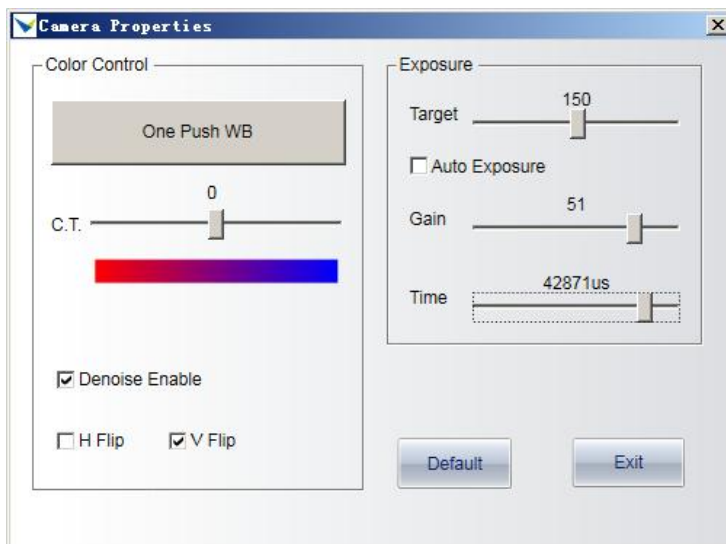 Camera Properties
Color Control
One Push WB
0
C.T.
Denoise Enable
H Flip
V Flip
Exposure
150
Target
Auto Exposure
51
Gain
42871us
Time
Default
Exit